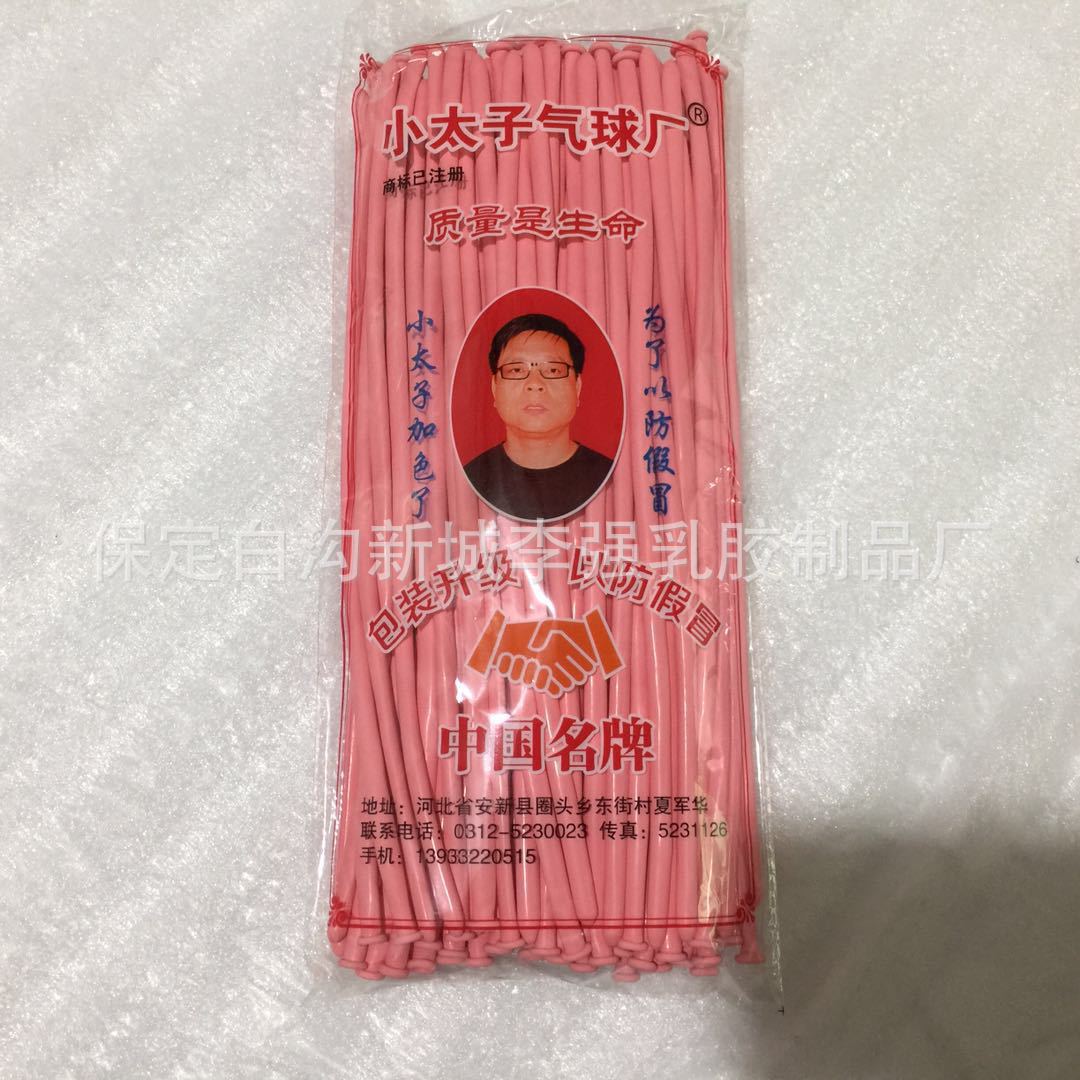 小太子气球厂®
商标已注册
质量是生命
小太子加色了
为了以防假冒
保定白沟新城李强乳胶制品厂
包装升级 以防假冒
中国名牌
地址：河北省安新县圈头乡东街村夏军华
联系电话：0312-5230023 传真：5231126
手机：13933220515